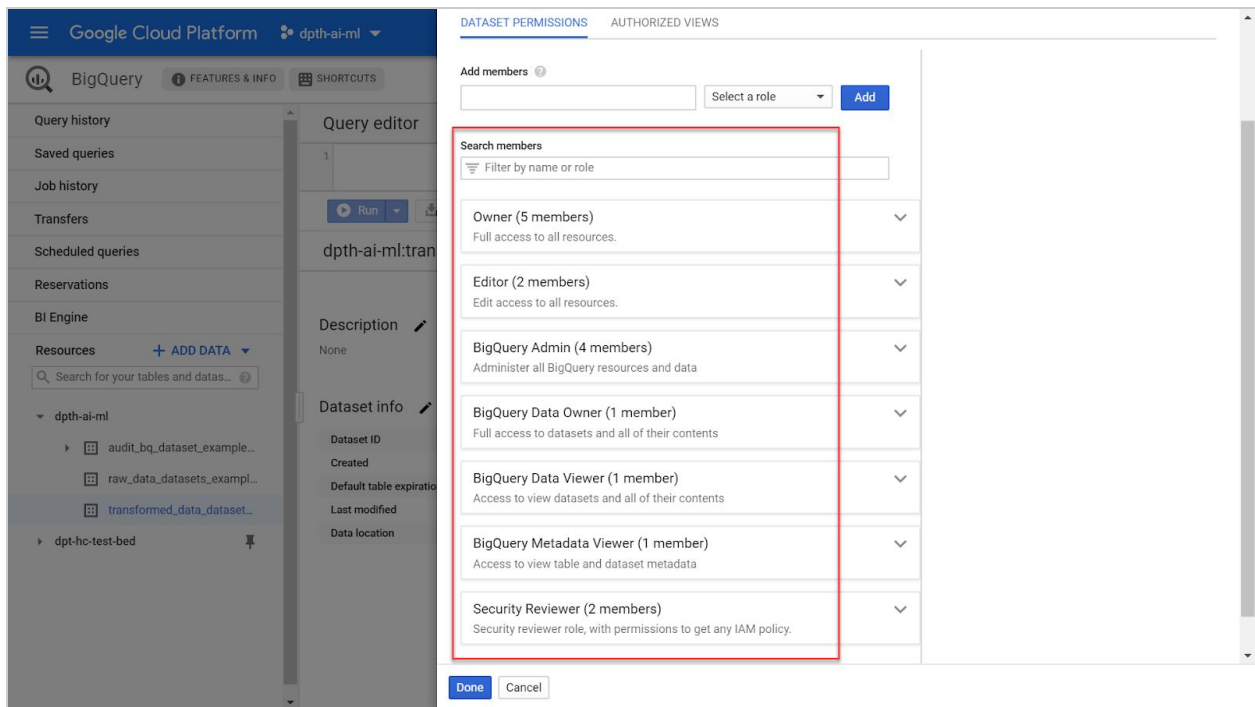 Google Cloud Platform
dpth-ai-ml
BigQuery
FEATURES & INFO
SHORTCUTS
Query history
Saved queries
Job history
Transfers
Scheduled queries
Reservations
BI Engine
Resources
+ ADD DATA
Search for your tables and datas...
dpth-ai-ml
audit_bq_dataset_example...
raw_data_datasets_exampl...
transformed_data_dataset...
dpt-hc-test-bed
Query editor
1
Run
dpth-ai-ml:tran
Description
None
Dataset info
Dataset ID
Created
Default table expiratio
Last modified
Data location
DATASET PERMISSIONS
AUTHORIZED VIEWS
Add members
Select a role
Add
Search members
Filter by name or role
Owner (5 members)
Full access to all resources.
Editor (2 members)
Edit access to all resources.
BigQuery Admin (4 members)
Administer all BigQuery resources and data
BigQuery Data Owner (1 member)
Full access to datasets and all of their contents
BigQuery Data Viewer (1 member)
Access to view datasets and all of their contents
BigQuery Metadata Viewer (1 member)
Access to view table and dataset metadata
Security Reviewer (2 members)
Security reviewer role, with permissions to get any IAM policy.
Done
Cancel